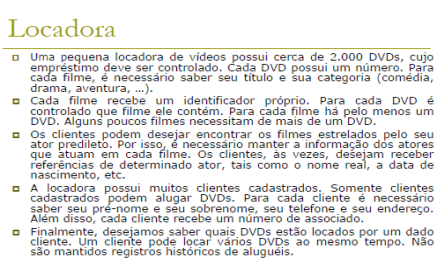 Locadora
Uma pequena locadora de vídeos possui cerca de 2.000 DVDs, cujo
empréstimo deve ser controlado. Cada DVD possui um número. Para
cada filme, é necessário saber seu título e sua categoria (comédia,
drama, aventura, ...).
Cada filme recebe um identificador próprio. Para cada DVD é
controlado que filme ele contém. Para cada filme há pelo menos um
DVD. Alguns poucos filmes necessitam de mais de um DVD.
Os clientes podem desejar encontrar os filmes estrelados pelo seu
ator predileto. Por isso, é necessário manter a informação dos atores
que atuam em cada filme. Os clientes, às vezes, desejam receber
referências de determinado ator, tais como o nome real, a data de
nascimento, etc.
A locadora possui muitos clientes cadastrados. Somente clientes
cadastrados podem alugar DVDs. Para cada cliente é necessário
saber seu pré-nome e seu sobrenome, seu telefone e seu endereço.
Além disso, cada cliente recebe um número de associado.
Finalmente, desejamos saber quais DVDs estão locados por um dado
cliente. Um cliente pode locar vários DVDs ao mesmo tempo. Não
são mantidos registros históricos de aluguéis.